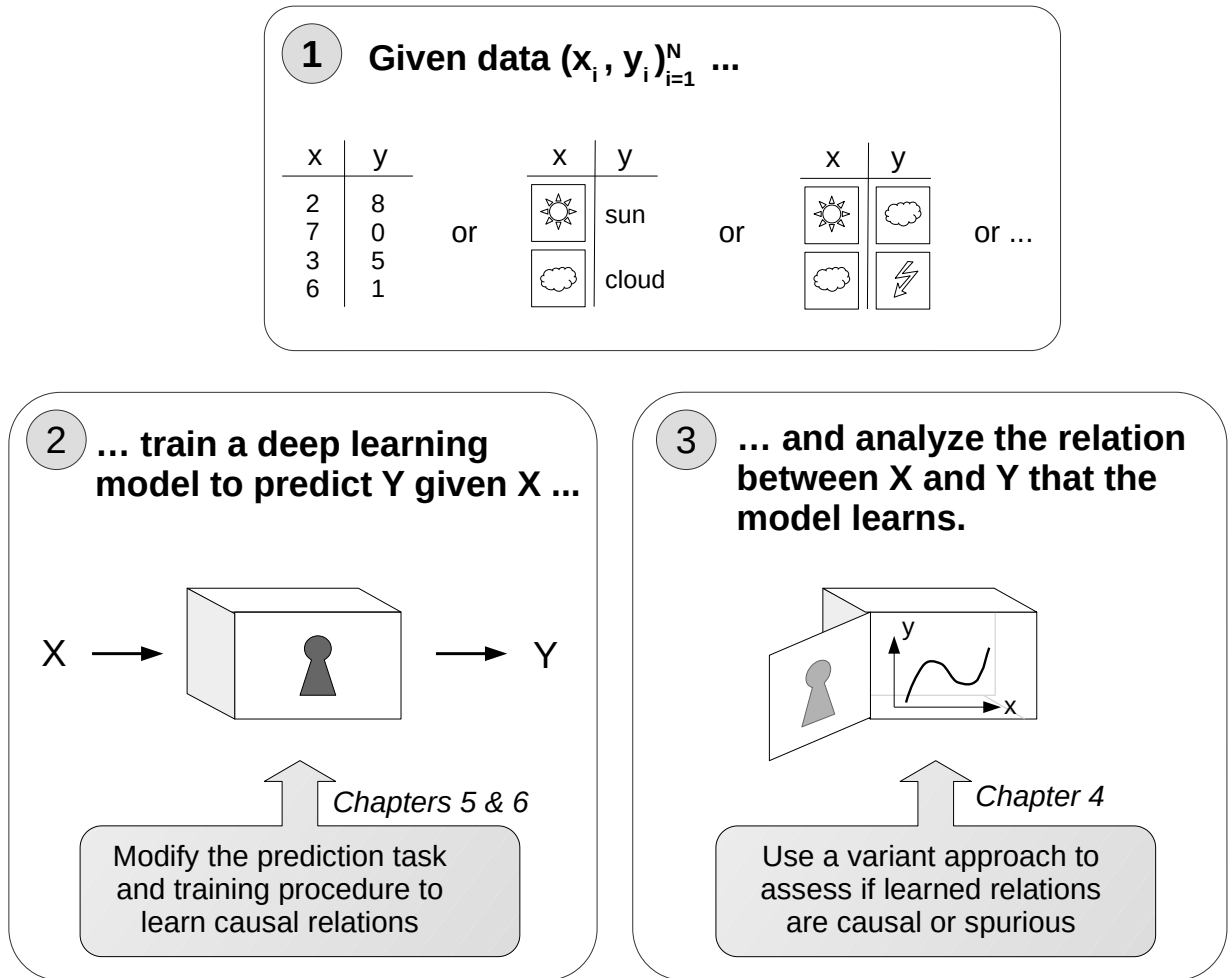 1 Given data (x_i, y_i)_{i=1}^N ...
x y
2 8
7 0
3 5
6 1
or
x y
sun
cloud
or
x y
or ...
2 ... train a deep learning
model to predict Y given X ...
X Y
Chapters 5 & 6
Modify the prediction task
and training procedure to
learn causal relations
3 ... and analyze the relation
between X and Y that the
model learns.
y
x
Chapter 4
Use a variant approach to
assess if learned relations
are causal or spurious